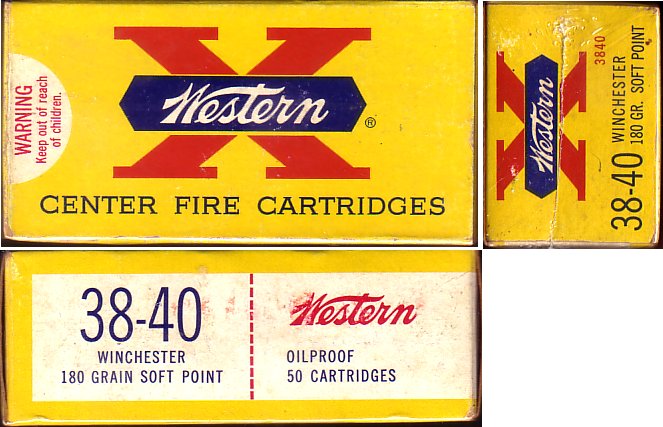 WARNING
Keep out of reach
of children.
X
Western
®
CENTER FIRE CARTRIDGES
X
Western
3840
38-40 WINCHESTER
180 GR. SOFT POINT
38-40
WINCHESTER
180 GRAIN SOFT POINT
Western
OILPROOF
50 CARTRIDGES